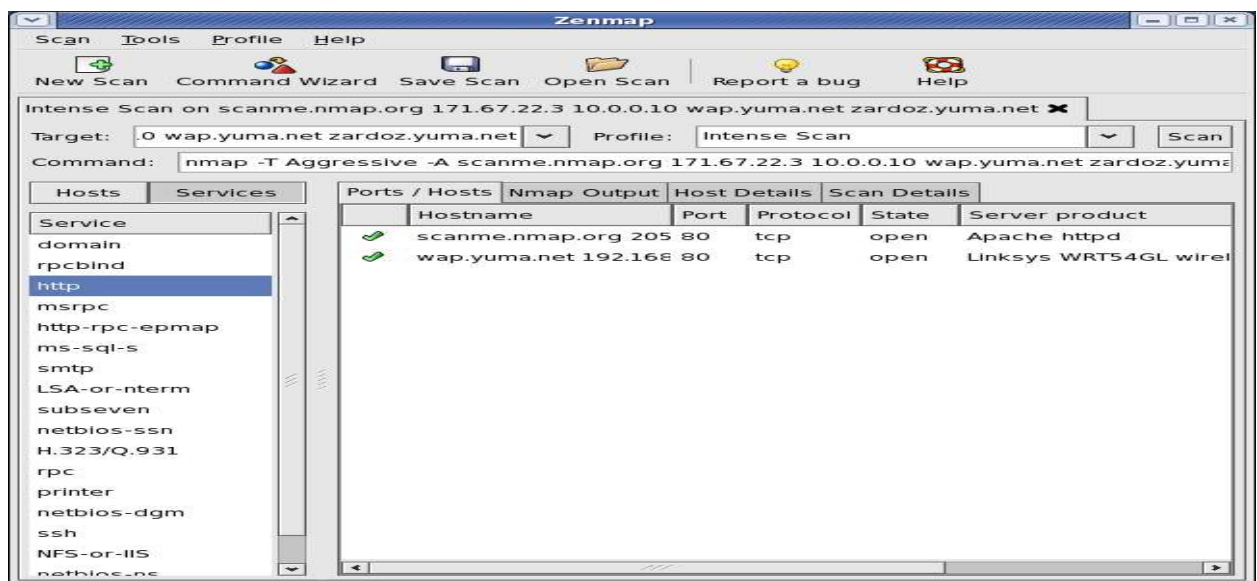 Zenmap
Scan Tools Profile Help
New Scan Command Wizard Save Scan Open Scan Report a bug Help
Intense Scan on scanme.nmap.org 171.67.22.3 10.0.0.10 wap.yuma.net zardoz.yuma.net
Target: .0 wap.yuma.net zardoz.yuma.net Profile: Intense Scan Scan
Command: nmap -T Aggressive -A scanme.nmap.org 171.67.22.3 10.0.0.10 wap.yuma.net zardoz.yuma
Hosts Services Ports / Hosts Nmap Output Host Details Scan Details
Service Hostname Port Protocol State Server product
domain scanme.nmap.org 205 80 tcp open Apache httpd
rpcbind wap.yuma.net 192.168 80 tcp open Linksys WRT54GL wirel
http
msrpc
http-rpc-epmap
ms-sql-s
smtp
LSA-or-nterm
subseven
netbios-ssn
H.323/Q.931
rpc
printer
netbios-dgm
ssh
NFS-or-IIS
netbios-ns